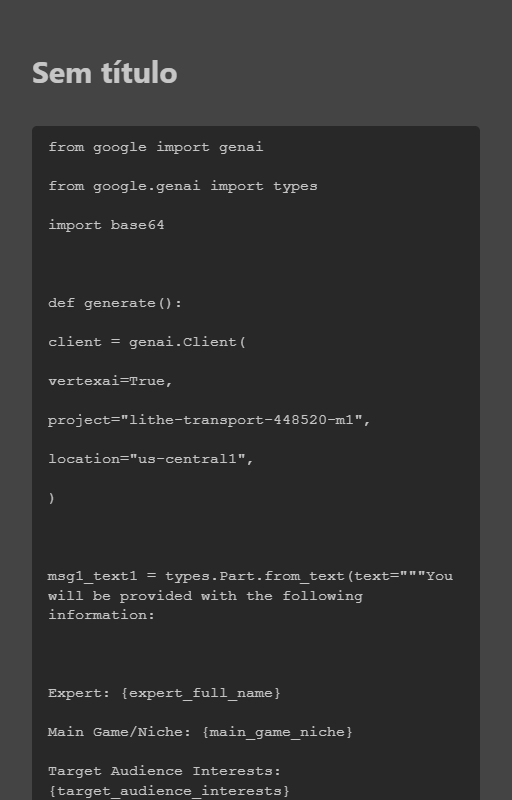 Sem título
from google import genai
from google.genai import types
import base64
def generate():
client = genai.Client(
vertexai=True,
project="lithe-transport-448520-m1",
location="us-central1",
)
msg1_text1 = types.Part.from_text(text="""You
will be provided with the following
information:
Expert: {expert_full_name}
Main Game/Niche: {main_game_niche}
Target Audience Interests:
{target_audience_interests}